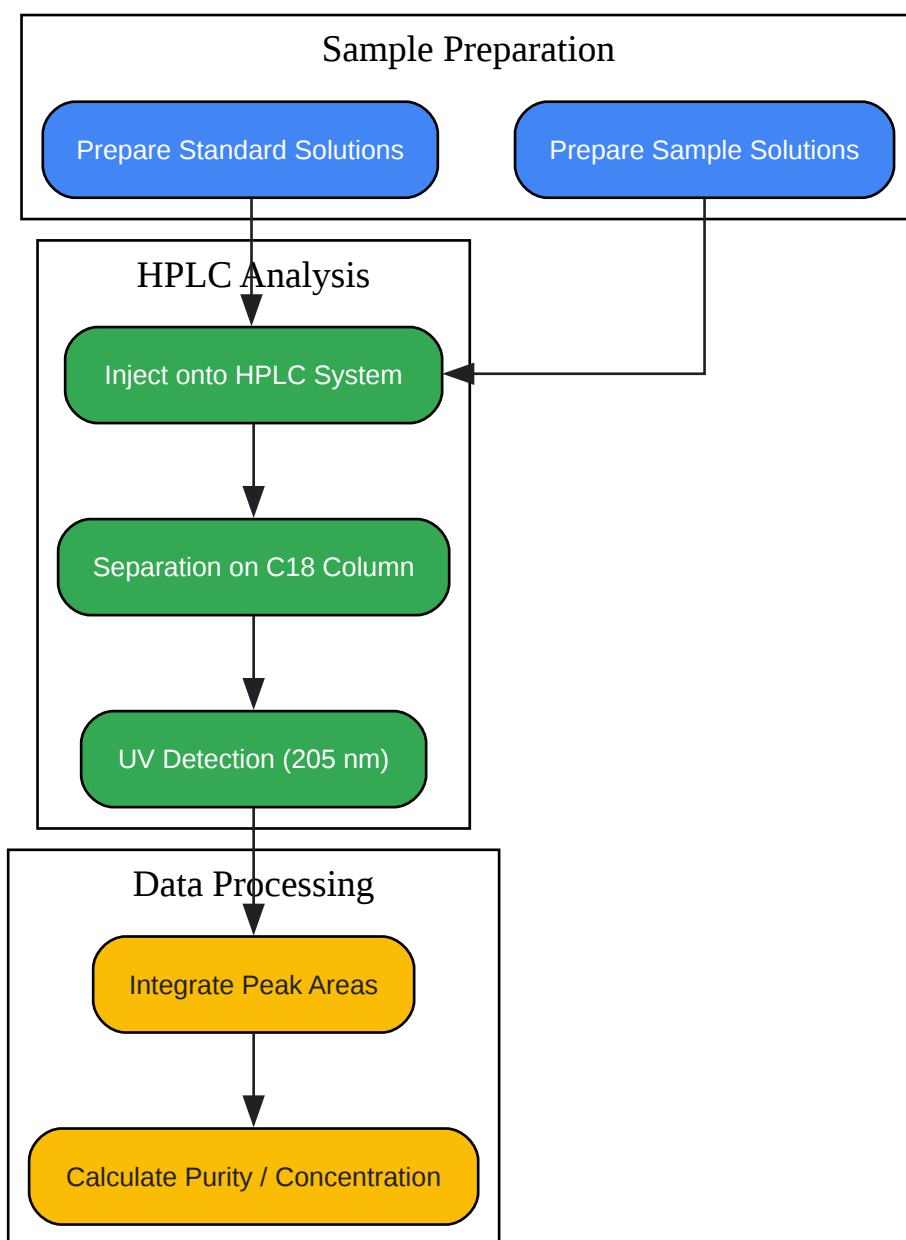 Sample Preparation
Prepare Standard Solutions
Prepare Sample Solutions
HPLC Analysis
Inject onto HPLC System
Separation on C18 Column
UV Detection (205 nm)
Data Processing
Integrate Peak Areas
Calculate Purity / Concentration